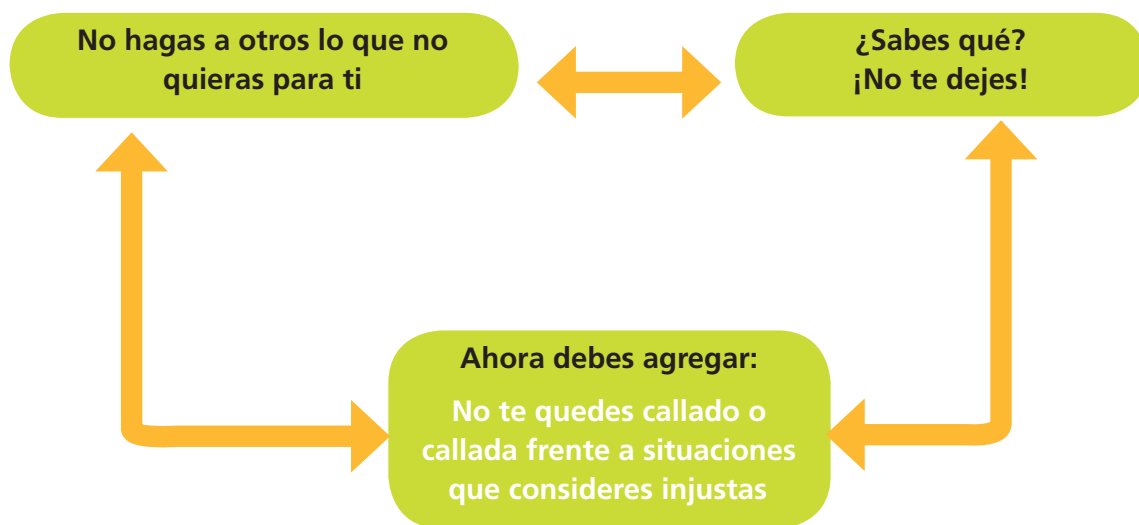 No hagas a otros lo que no
quieras para ti
¿Sabes qué?
¡No te dejes!
Ahora debes agregar:
No te quedes callado o
callada frente a situaciones
que consideres injustas